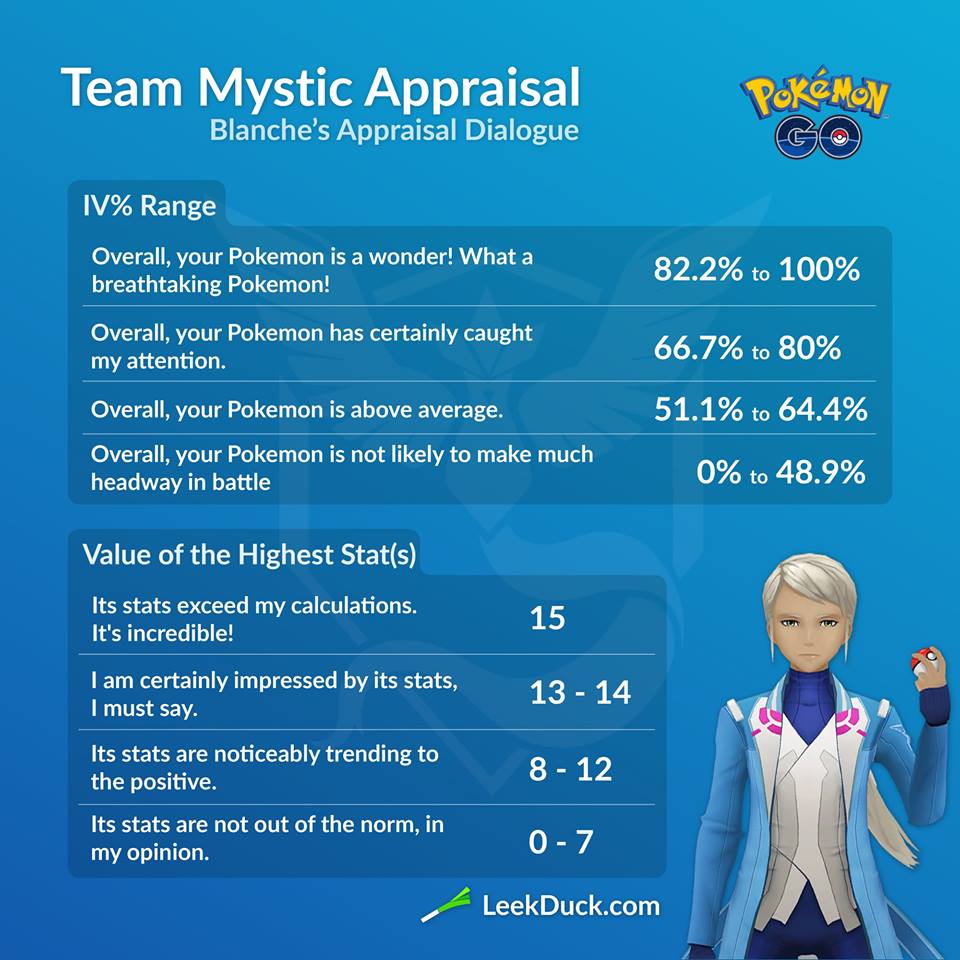 Team Mystic Appraisal
Blanche's Appraisal Dialogue
POKéMON
GO
IV% Range
Overall, your Pokemon is a wonder! What a
breathtaking Pokemon!
82.2% to 100%
Overall, your Pokemon has certainly caught
my attention.
66.7% to 80%
Overall, your Pokemon is above average.
51.1% to 64.4%
Overall, your Pokemon is not likely to make much
headway in battle
0% to 48.9%
Value of the Highest Stat(s)
Its stats exceed my calculations.
It's incredible!
15
I am certainly impressed by its stats,
I must say.
13 - 14
Its stats are noticeably trending to
the positive.
8 - 12
Its stats are not out of the norm, in
my opinion.
0 - 7
LeekDuck.com